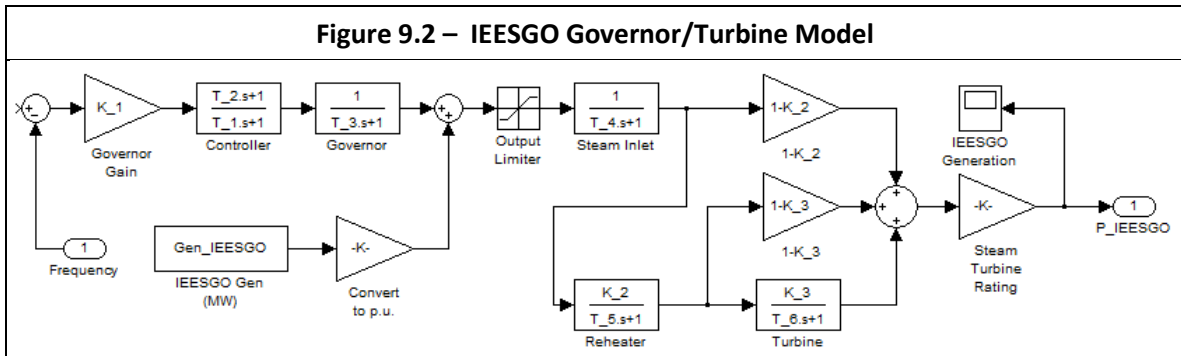 Figure 9.2 – IEESGO Governor/Turbine Model
+
−
K_1
Governor
Gain
T_2.s+1
T_1.s+1
Controller
1
T_3.s+1
Governor
++
Output
Limiter
1
T_4.s+1
Steam Inlet
1-K_2
1-K_2
IEESGO
Generation
1
Frequency
Gen_IEESGO
IEESGO Gen
(MW)
-K-
Convert
to p.u.
1-K_3
1-K_3
+
+
+
-K-
Steam
Turbine
Rating
1
P_IEESGO
K_2
T_5.s+1
Reheater
K_3
T_6.s+1
Turbine